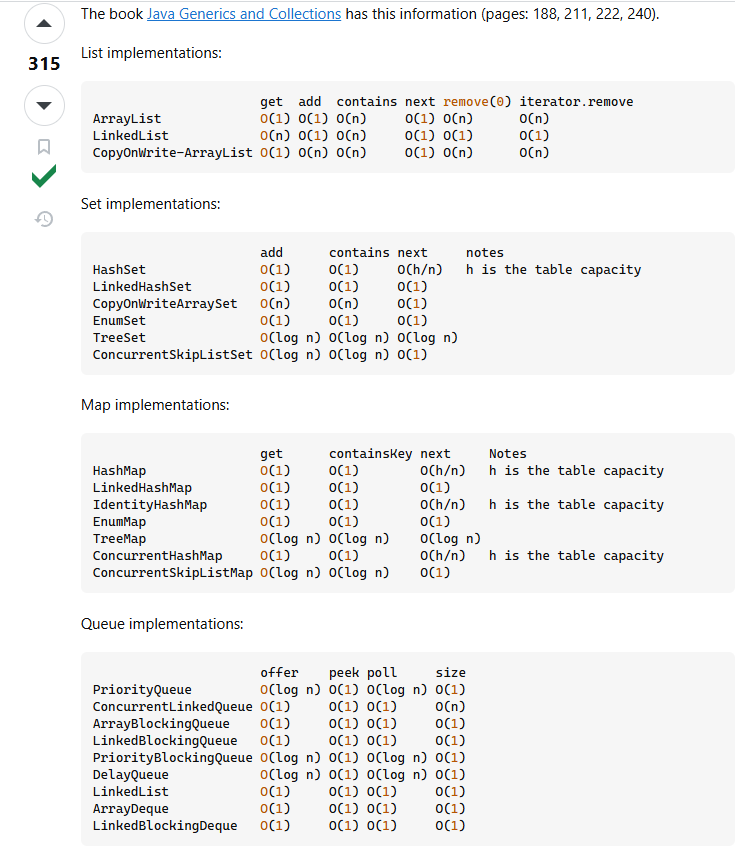 The book Java Generics and Collections has this information (pages: 188, 211, 222, 240).
315
List implementations:
                      get  add  contains next remove(0) iterator.remove
ArrayList             O(1) O(1) O(n)     O(1) O(n)      O(n)
LinkedList            O(n) O(1) O(n)     O(1) O(1)      O(1)
CopyOnWrite-ArrayList O(1) O(n) O(n)     O(1) O(n)      O(n)
Set implementations:
                      add      contains next     notes
HashSet               O(1)     O(1)     O(h/n)   h is the table capacity
LinkedHashSet         O(1)     O(1)     O(1)
CopyOnWriteArraySet   O(n)     O(n)     O(1)
EnumSet               O(1)     O(1)     O(1)
TreeSet               O(log n) O(log n) O(log n)
ConcurrentSkipListSet O(log n) O(log n) O(1)
Map implementations:
                      get      containsKey next     Notes
HashMap               O(1)     O(1)        O(h/n)   h is the table capacity
LinkedHashMap         O(1)     O(1)        O(1)
IdentityHashMap       O(1)     O(1)        O(h/n)   h is the table capacity
EnumMap               O(1)     O(1)        O(1)
TreeMap               O(log n) O(log n)    O(log n)
ConcurrentHashMap     O(1)     O(1)        O(h/n)   h is the table capacity
ConcurrentSkipListMap O(log n) O(log n)    O(1)
Queue implementations:
                      offer    peek poll     size
PriorityQueue         O(log n) O(1) O(log n) O(1)
ConcurrentLinkedQueue O(1)     O(1) O(1)     O(n)
ArrayBlockingQueue    O(1)     O(1) O(1)     O(1)
LinkedBlockingQueue   O(1)     O(1) O(1)     O(1)
PriorityBlockingQueue O(log n) O(1) O(log n) O(1)
DelayQueue            O(log n) O(1) O(log n) O(1)
LinkedList            O(1)     O(1) O(1)     O(1)
ArrayDeque            O(1)     O(1) O(1)     O(1)
LinkedBlockingDeque   O(1)     O(1) O(1)     O(1)